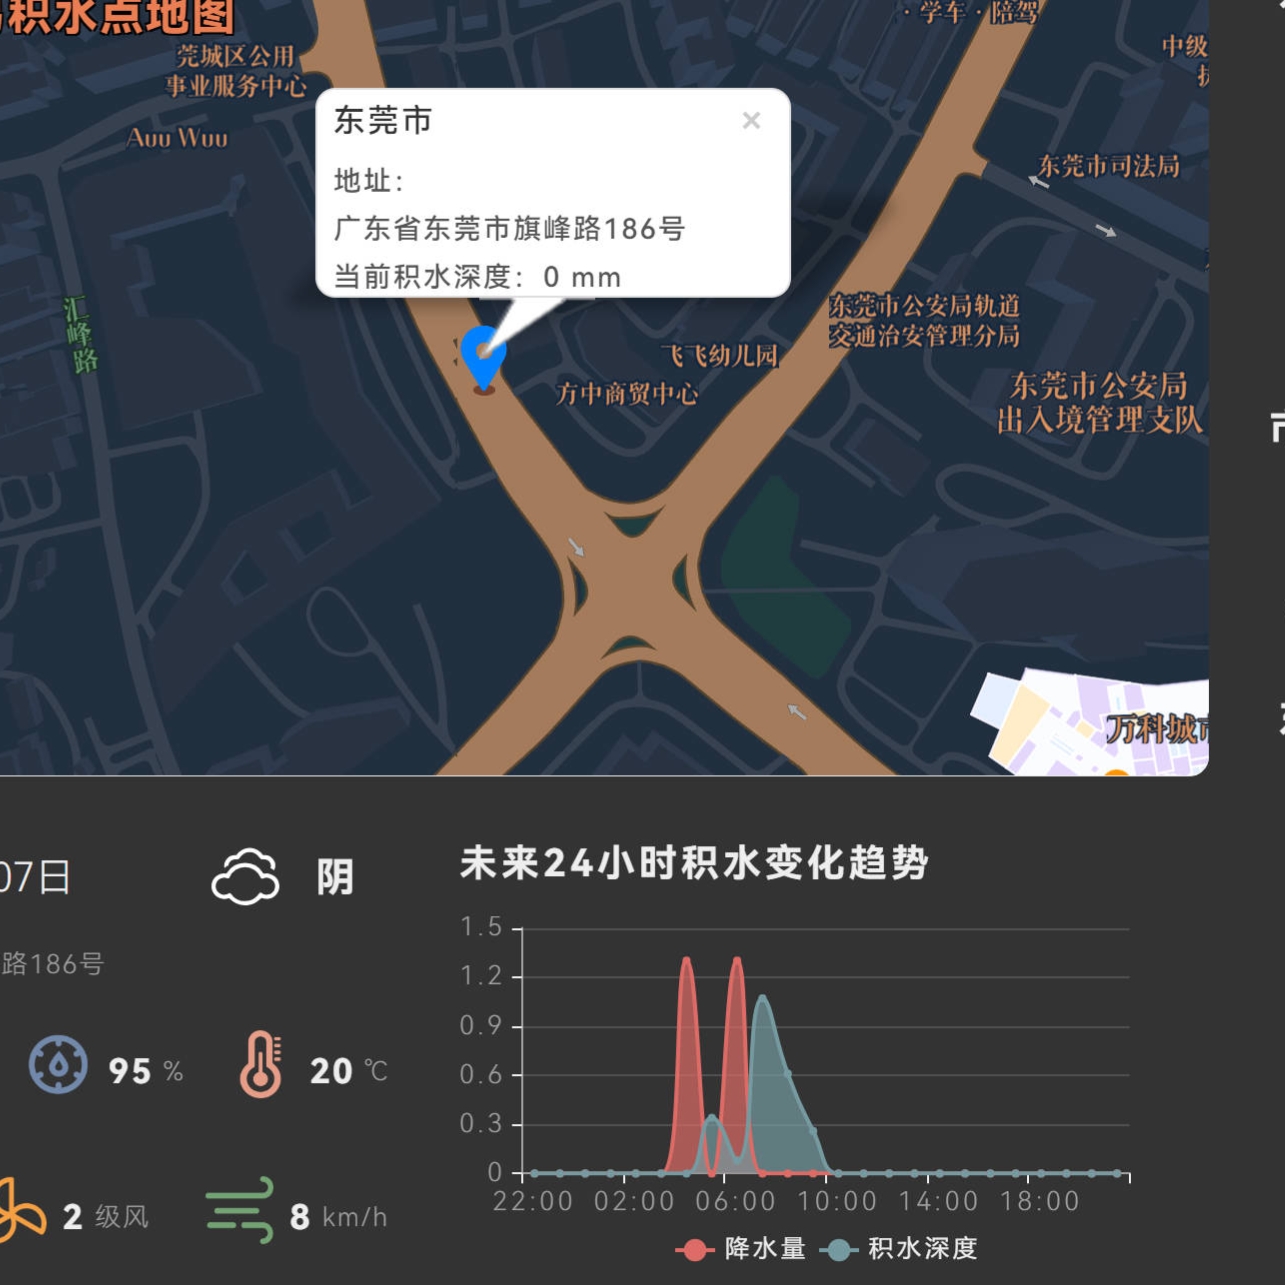 积水点地图
· 学车 · 陪驾
莞城区公用
事业服务中心
中级
Auu Wuu
东莞市
×
地址：
广东省东莞市旗峰路186号
当前积水深度：0 mm
东莞市司法局
汇峰路
东莞市公安局轨道
交通治安管理分局
飞飞幼儿园
方中商贸中心
东莞市公安局
出入境管理支队
万科城市
07日
阴
路186号
95 %
20 ℃
2 级风
8 km/h
未来24小时积水变化趋势
1.5
1.2
0.9
0.6
0.3
0
22:00 02:00 06:00 10:00 14:00 18:00
降水量 积水深度